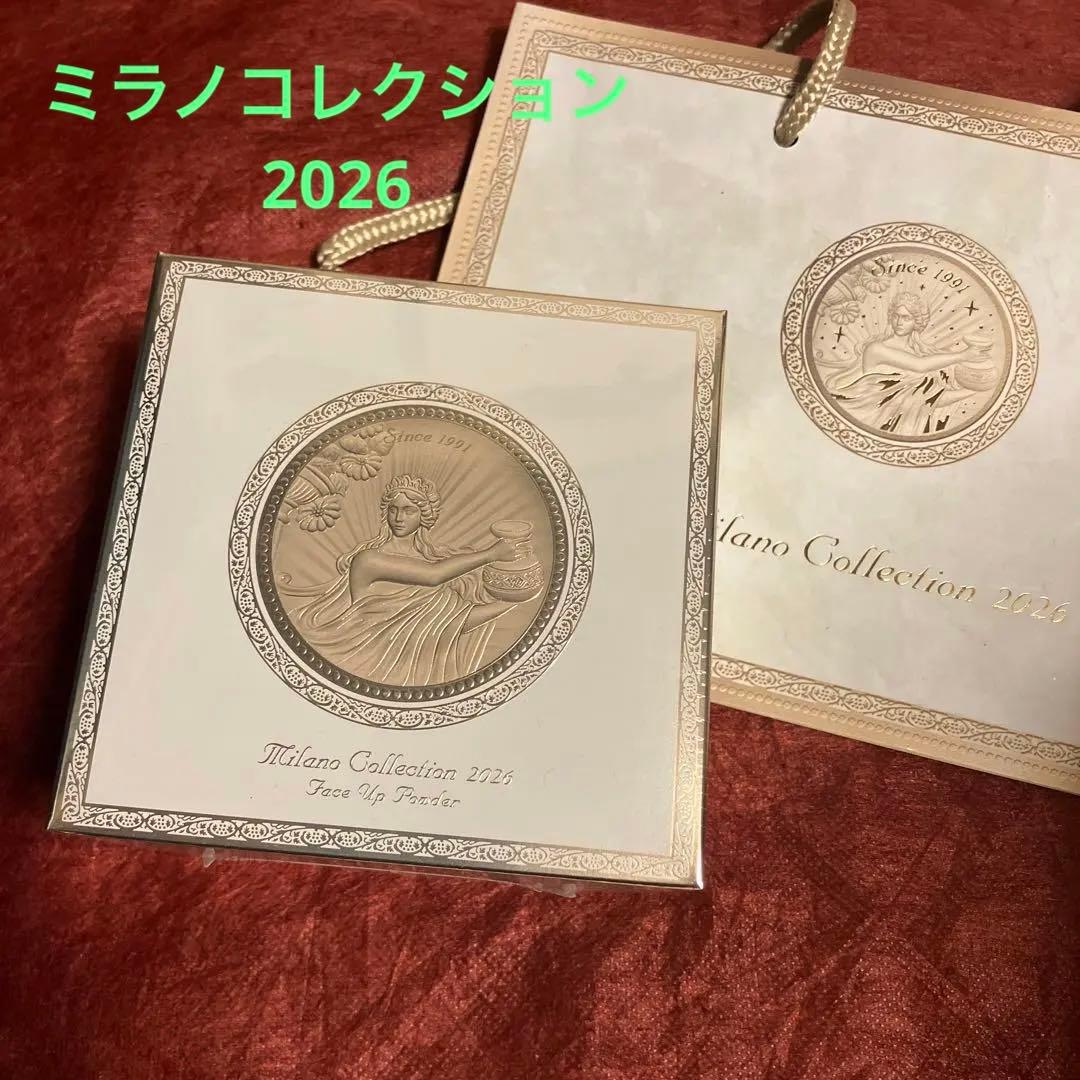 ミラノコレクション
2026
Since 1991
Milano Collection 2026
Face Up Powder
Since 1991
ilano Collection 2026